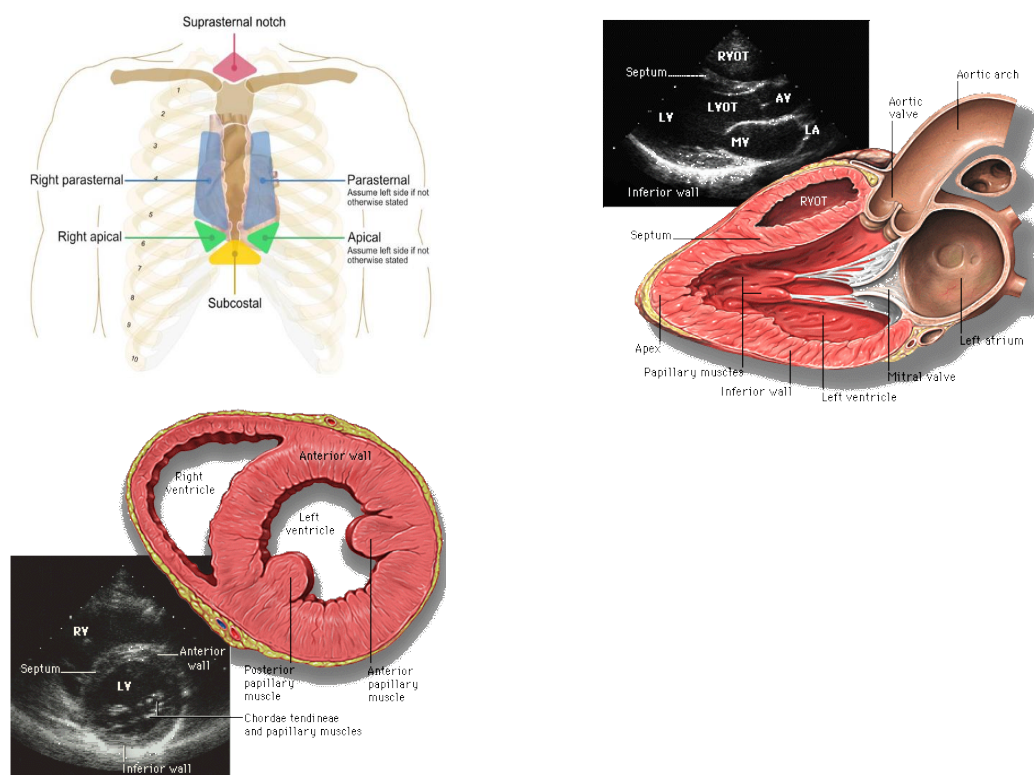 Suprasternal notch
1
2
3
4
5
6
7
8
9
10
Right parasternal
Parasternal
Assume left side if not
otherwise stated
Right apical
Apical
Assume left side if not
otherwise stated
Subcostal
RVOT
Septum
LVOT
AV
LV
MV
LA
Inferior wall
Aortic arch
Aortic
valve
RVOT
Septum
Apex
Papillary muscles
Inferior wall
Left ventricle
Mitral valve
Left atrium
Anterior wall
Right
ventricle
Left
ventricle
Posterior
papillary
muscle
Anterior
papillary
muscle
RV
Septum
Anterior
wall
LV
Chordae tendineae
and papillary muscles
Inferior wall